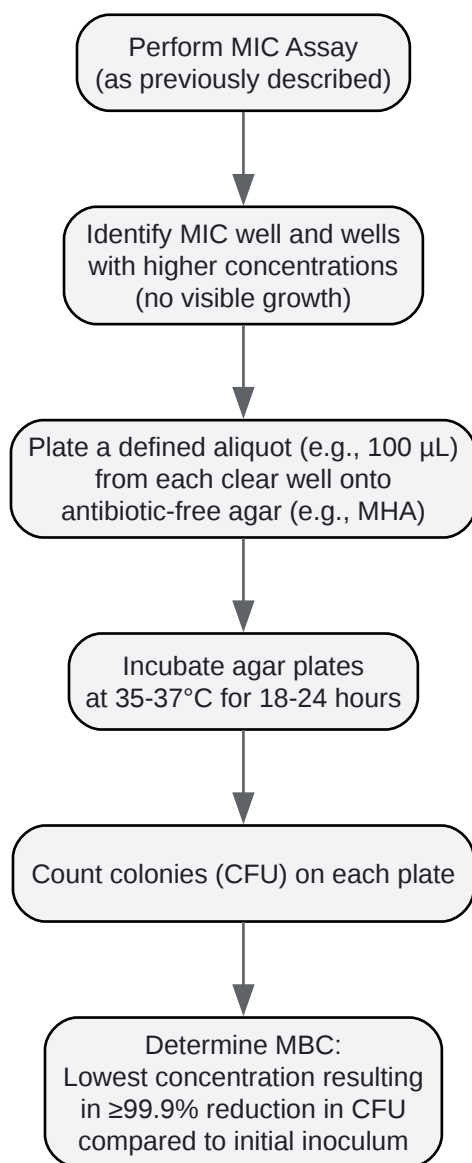 Perform MIC Assay
(as previously described)
Identify MIC well and wells
with higher concentrations
(no visible growth)
Plate a defined aliquot (e.g., 100 µL)
from each clear well onto
antibiotic-free agar (e.g., MHA)
Incubate agar plates
at 35-37°C for 18-24 hours
Count colonies (CFU) on each plate
Determine MBC:
Lowest concentration resulting
in ≥99.9% reduction in CFU
compared to initial inoculum